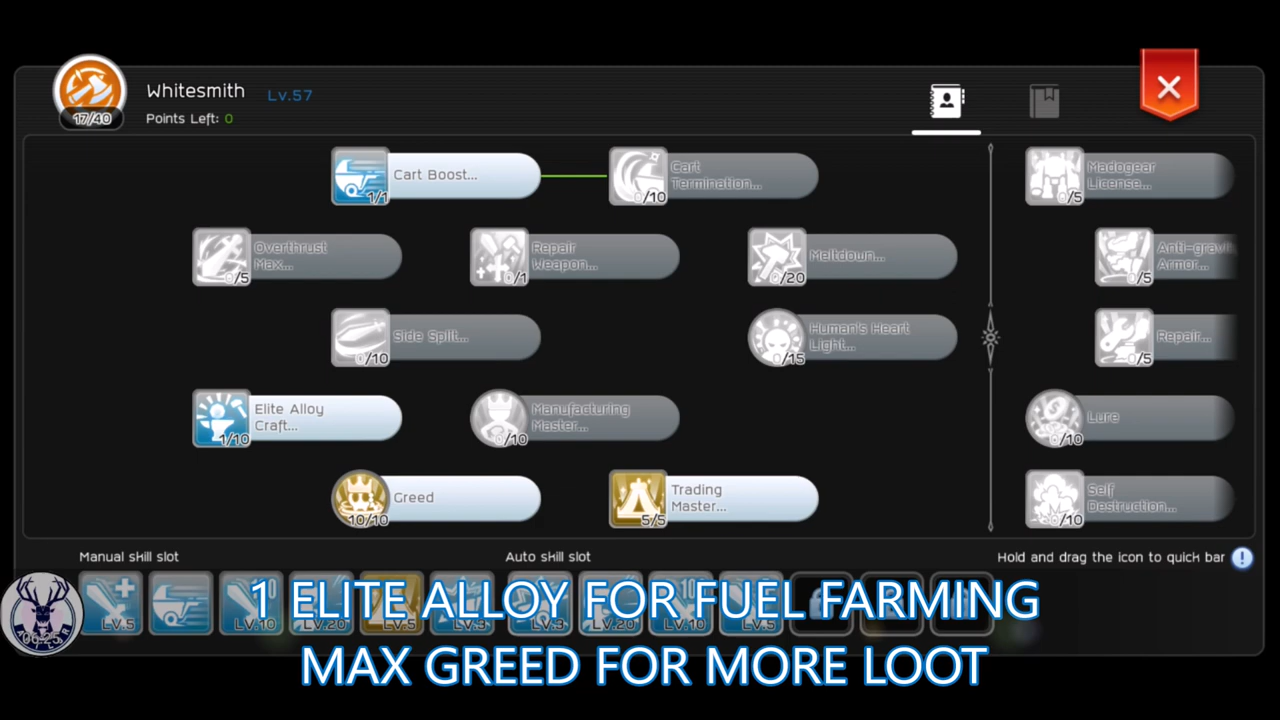 Whitesmith Lv.57
17/40
Points Left: 0
Cart Boost...
1/1
Cart
Termination...
0/10
Madogear
License...
0/5
Overthrust
Max...
0/5
Repair
Weapon...
0/1
Meltdown...
0/20
Anti-gravi
Armor...
0/5
Side Split...
0/10
Human's Heart
Light...
0/15
Repair...
0/5
Elite Alloy
Craft...
1/10
Manufacturing
Master...
0/10
Lure
0/10
Greed
10/10
Trading
Master...
5/5
Self
Destruction...
0/10
Manual skill slot
Auto skill slot
Hold and drag the icon to quick bar
1 ELITE ALLOY FOR FUEL FARMING
LV.5 LV.10 LV.20 LV.5 LV.3 LV.3 LV.20 LV.10 LV.5
MAX GREED FOR MORE LOOT